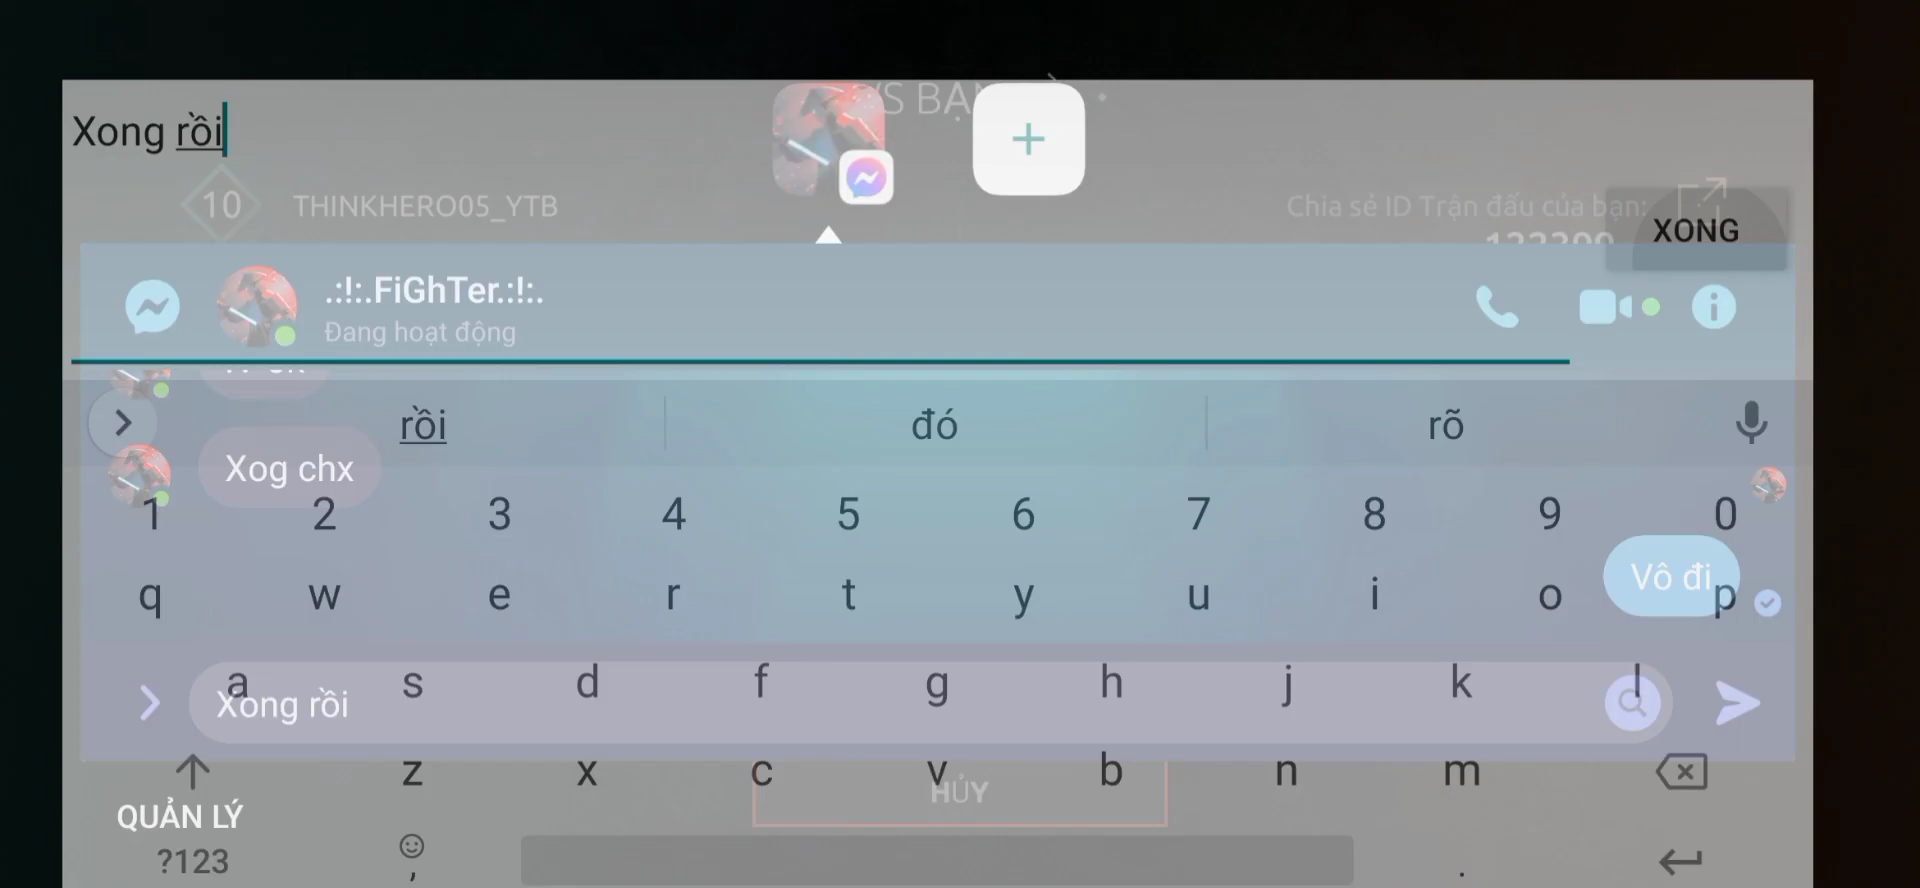 VS BẠN
Xong rồi
10 THINKHERO05_YTB
Chia sẻ ID Trận đấu của bạn:
XONG
.:!:.FiGhTer.:!:.
Đang hoạt động
rồi đó rõ
Xog chx
1 2 3 4 5 6 7 8 9 0
Vô đi
q w e r t y u i o p
a s d f g h j k l
Xong rồi
z x c v b n m
HỦY
QUẢN LÝ
?123 , .